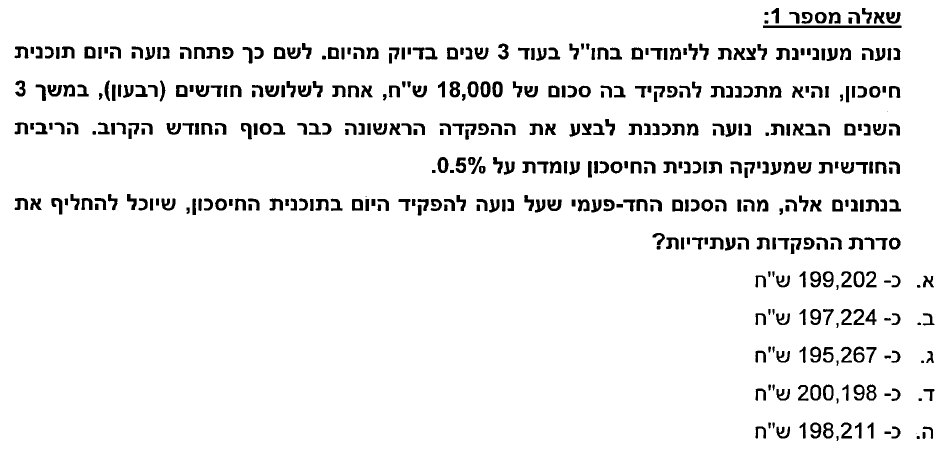 שאלה מספר 1:
נועה מעוניינת לצאת ללימודים בחו"ל בעוד 3 שנים בדיוק מהיום. לשם כך פתחה נועה היום תוכנית
חיסכון, והיא מתכננת להפקיד בה סכום של 18,000 ש"ח, אחת לשלושה חודשים (רבעון), במשך 3
השנים הבאות. נועה מתכננת לבצע את ההפקדה הראשונה כבר בסוף החודש הקרוב. הריבית
החודשית שמעניקה תוכנית החיסכון עומדת על 0.5%.
בנתונים אלה, מהו הסכום החד-פעמי שעל נועה להפקיד היום בתוכנית החיסכון, שיוכל להחליף את
סדרת ההפקדות העתידיות?
א. כ- 199,202 ש"ח
ב. כ- 197,224 ש"ח
ג. כ- 195,267 ש"ח
ד. כ- 200,198 ש"ח
ה. כ- 198,211 ש"ח